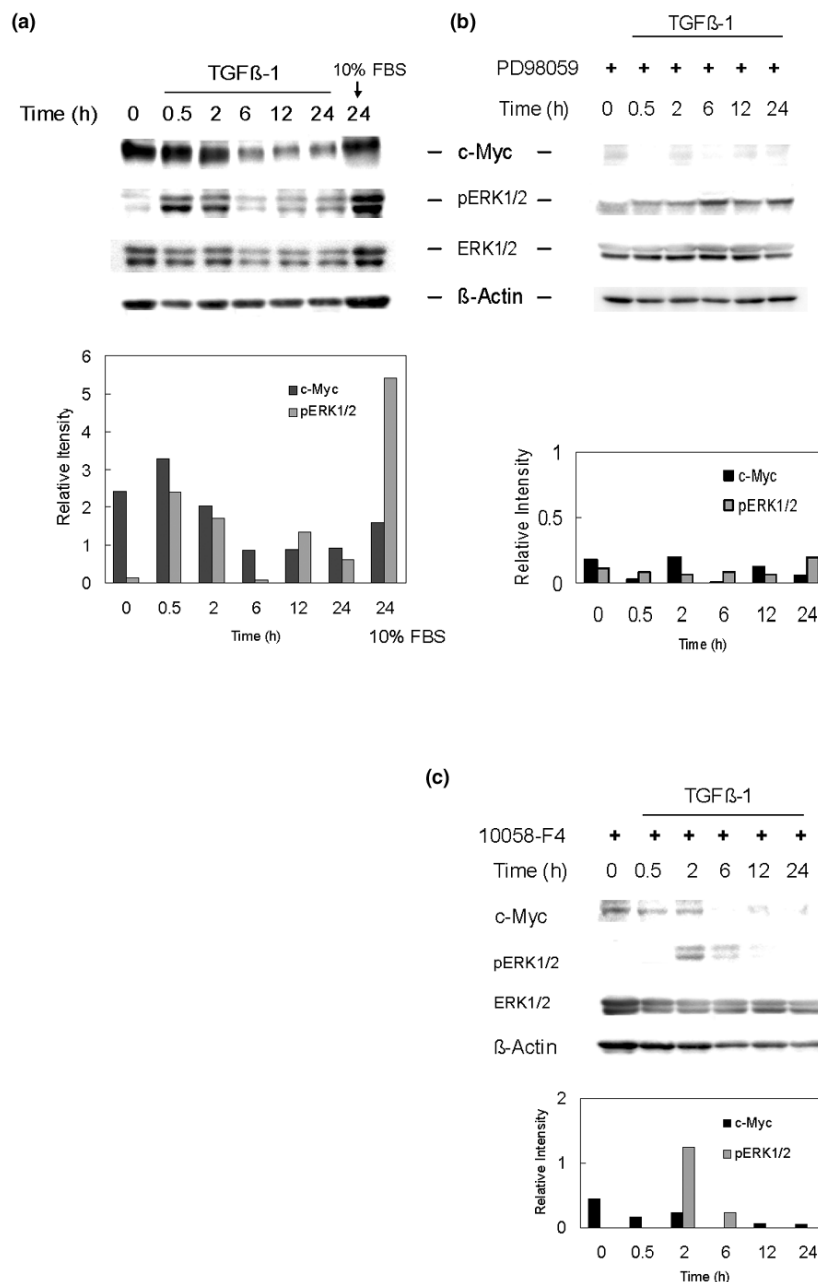 (a)
TGFß-1
10% FBS
Time (h) 0 0.5 2 6 12 24 24
c-Myc
pERK1/2
ERK1/2
ß-Actin
6
5
4
3
2
1
0
Relative Itensity
c-Myc
pERK1/2
0 0.5 2 6 12 24 24
Time (h) 10% FBS
(b)
TGFß-1
PD98059 + + + + + +
Time (h) 0 0.5 2 6 12 24
1
0.5
0
Relative Intensity
c-Myc
pERK1/2
0 0.5 2 6 12 24
Time (h)
(c)
TGFß-1
10058-F4 + + + + + +
Time (h) 0 0.5 2 6 12 24
c-Myc
pERK1/2
ERK1/2
ß-Actin
2
1
0
Relative Intensity
c-Myc
pERK1/2
0 0.5 2 6 12 24
Time (h)